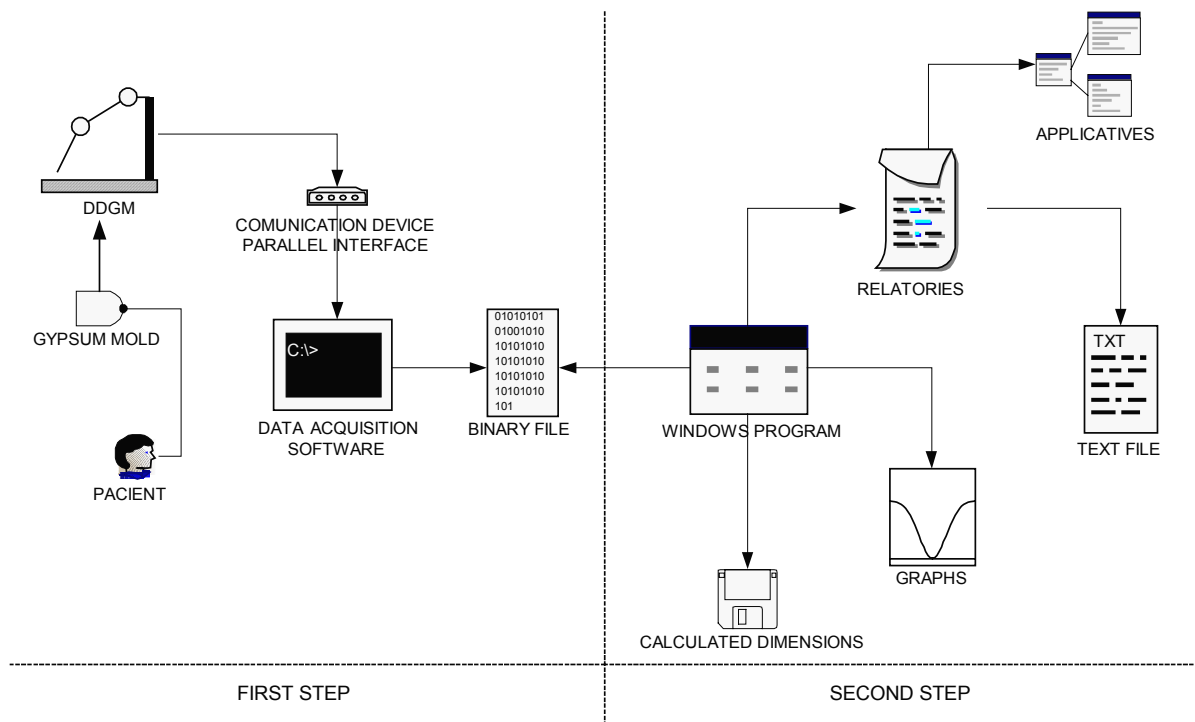 DDGM
COMUNICATION DEVICE
PARALLEL INTERFACE
GYPSUM MOLD
PACIENT
C:\>
DATA ACQUISITION
SOFTWARE
01010101
01001010
10101010
10101010
10101010
10101010
101
BINARY FILE
APPLICATIVES
RELATORIES
WINDOWS PROGRAM
TXT
TEXT FILE
GRAPHS
CALCULATED DIMENSIONS
FIRST STEP
SECOND STEP